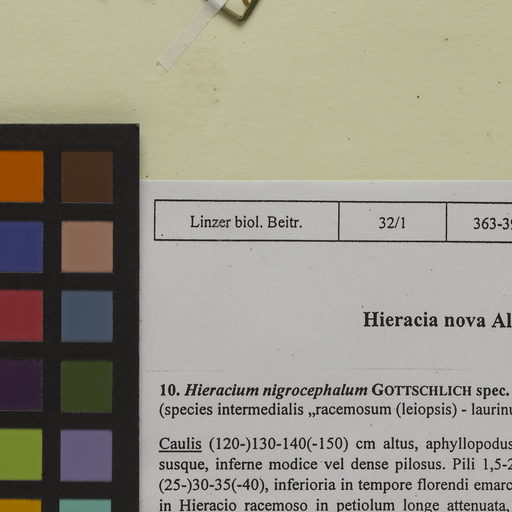 Linzer biol. Beitr. 32/1 363-39
Hieracia nova Al
10. Hieracium nigrocephalum GOTTSCHLICH spec.
(species intermedialis „racemosum (leiopsis) - laurinu
Caulis (120-)130-140(-150) cm altus, aphyllopodus
susque, inferne modice vel dense pilosus. Pili 1,5-2
(25-)30-35(-40), inferioria in tempore florendi emarc
in Hieracio racemoso in petiolum longe attenuata,